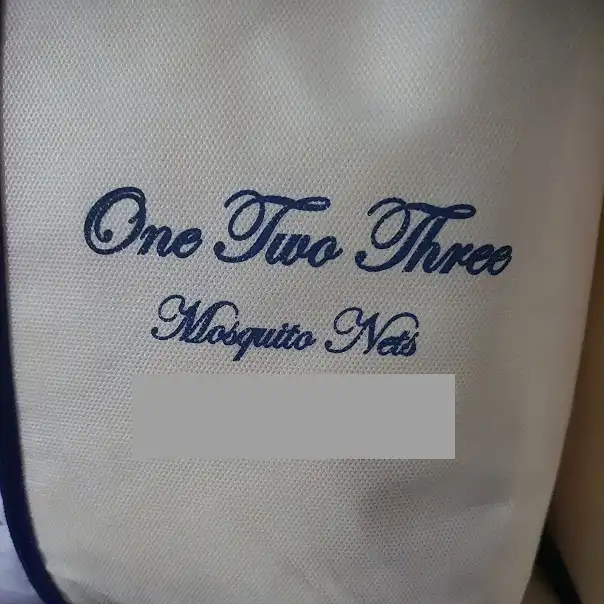 One Two Three
Mosquito Nets